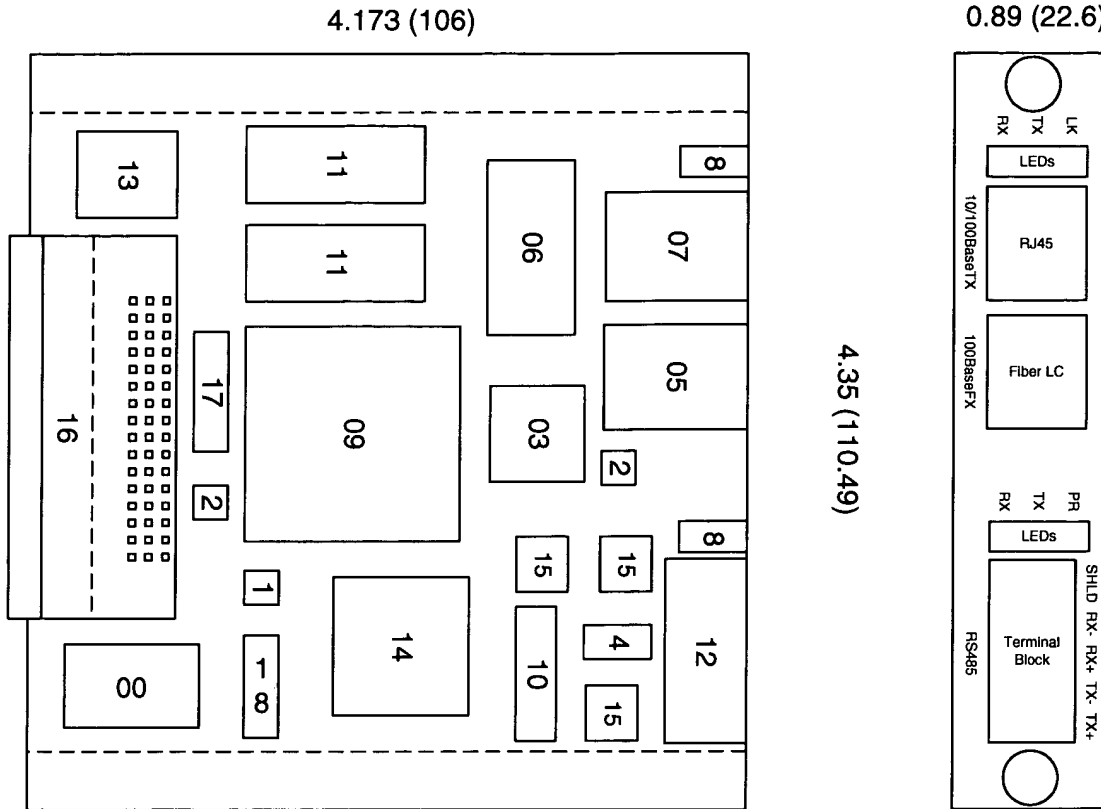 4.173 (106)
0.89 (22.6)
13
11
11
06
8
07
05
16
17
2
09
03
2
8
1
14
15
15
4
12
10
15
00
1
8
4.35 (110.49)
RX
TX
LK
LEDs
10/100BaseTX
RJ45
100BaseFX
Fiber LC
RX
TX
PR
LEDs
RS485
Terminal
Block
SHLD RX- RX+ TX- TX+